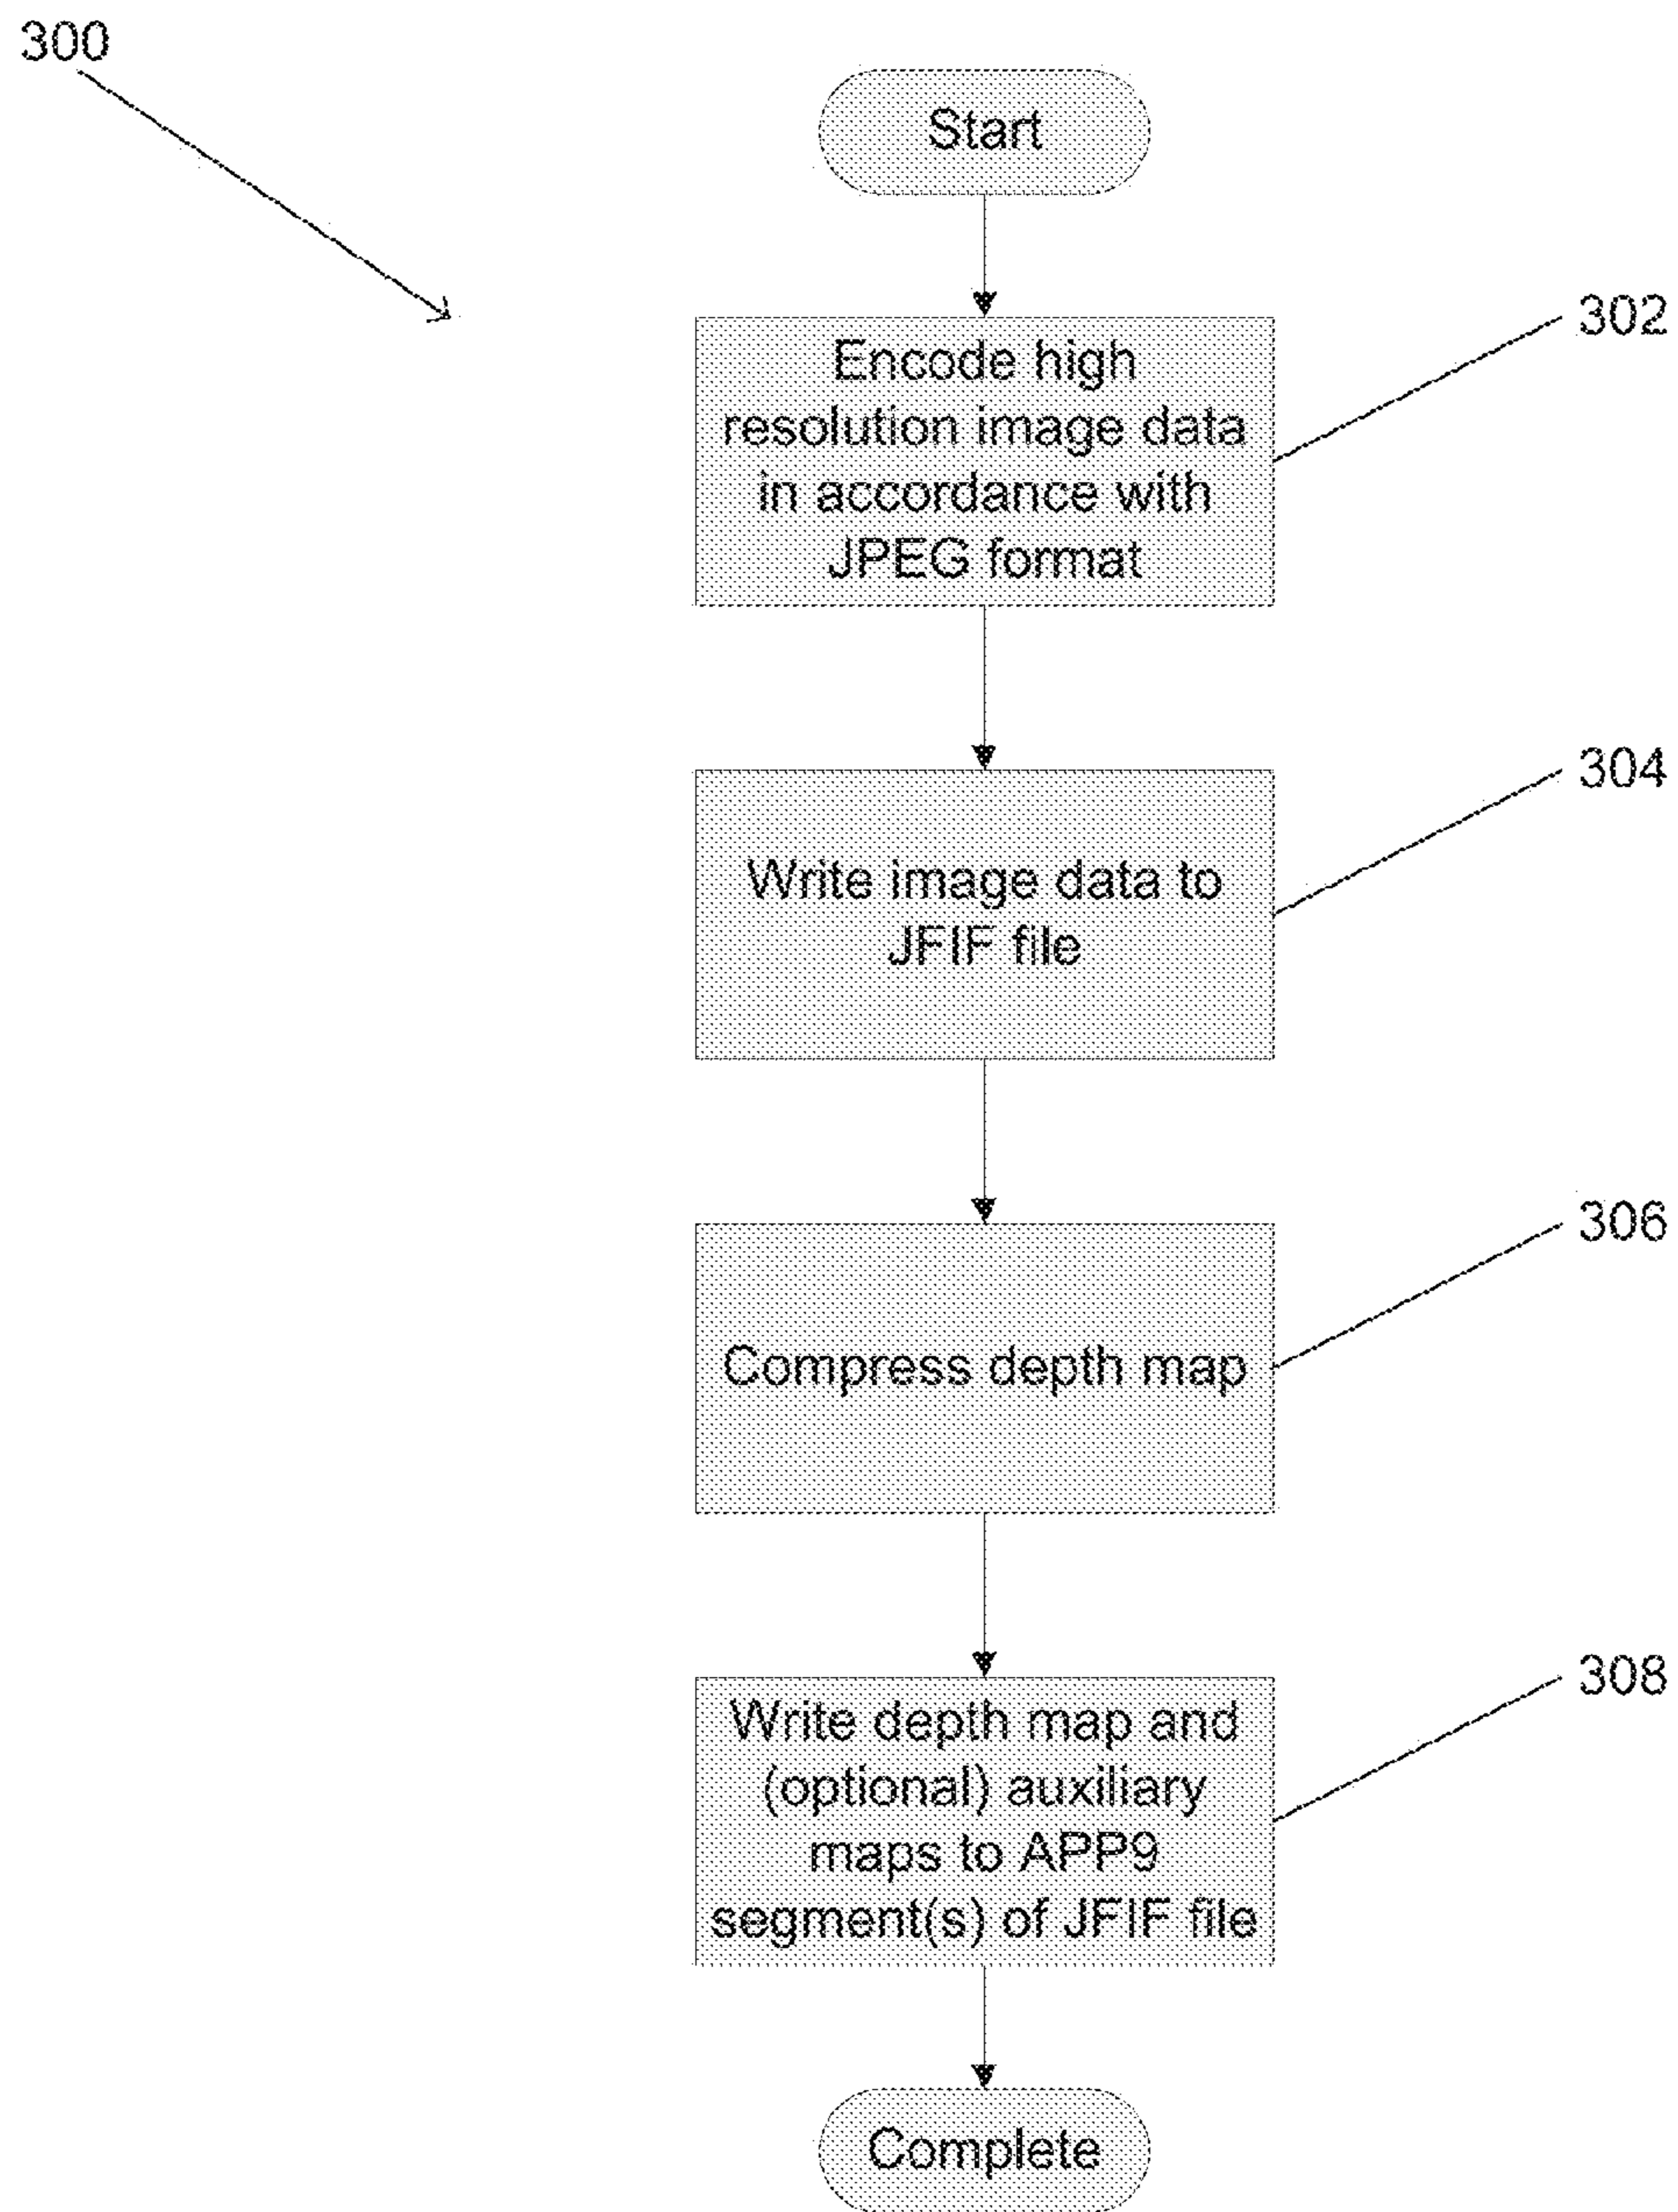 300
Start
302
Encode high
resolution image data
in accordance with
JPEG format
304
Write image data to
JFIF file
306
Compress depth map
308
Write depth map and
(optional) auxiliary
maps to APP9
segment(s) of JFIF file
Complete